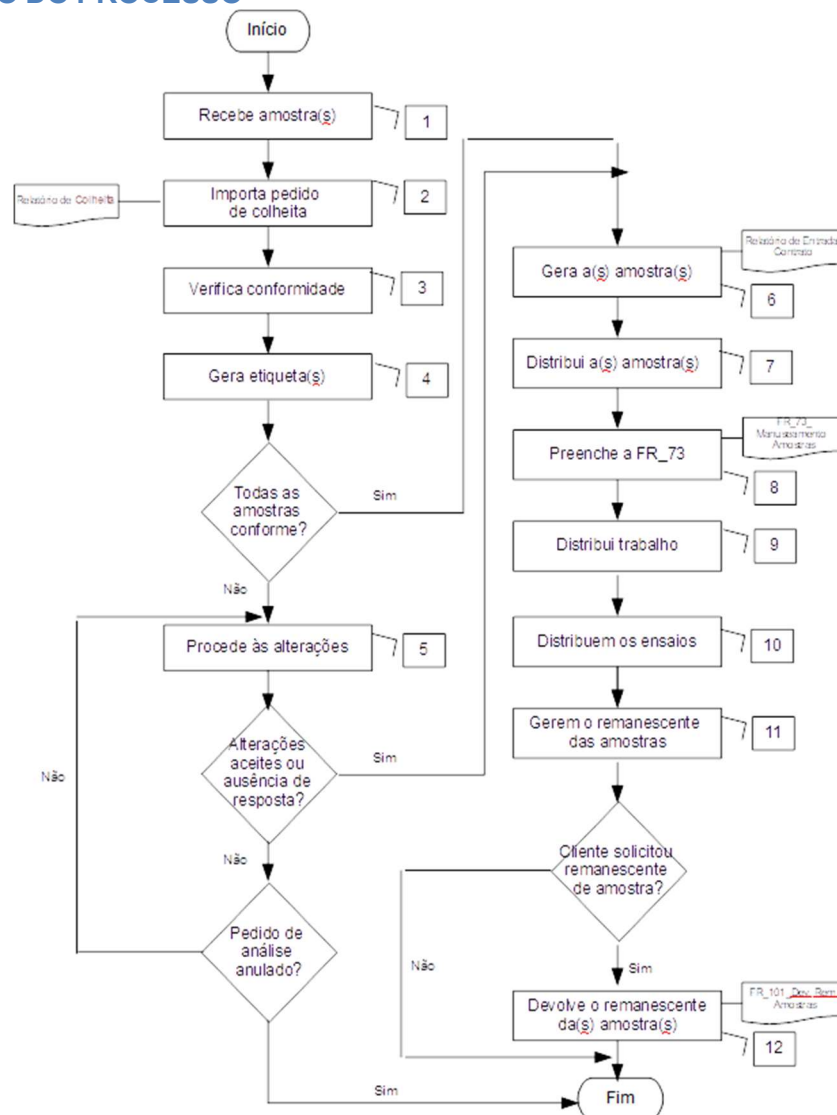 DO PROCESSO
Início
Recebe amostra(s)
1
Importa pedido
de colheita
2
Relatório de Colheita
Verifica conformidade
3
Gera etiqueta(s)
4
Todas as
amostras
conforme?
Sim
Não
Procede às alterações
5
Alterações
aceites ou
ausência de
resposta?
Sim
Não
Não
Pedido de
análise
anulado?
Sim
Relatório de Entrada
Contrato
Gera a(s) amostra(s)
6
Distribui a(s) amostra(s)
7
FR_73_
Manuseamento
Amostras
Preenche a FR_73
8
Distribui trabalho
9
Distribuem os ensaios
10
Gerem o remanescente
das amostras
11
Cliente solicitou
remanescente
de amostra?
Não
Sim
FR_101_Dev_Rem
Amostras
Devolve o remanescente
da(s) amostra(s)
12
Fim